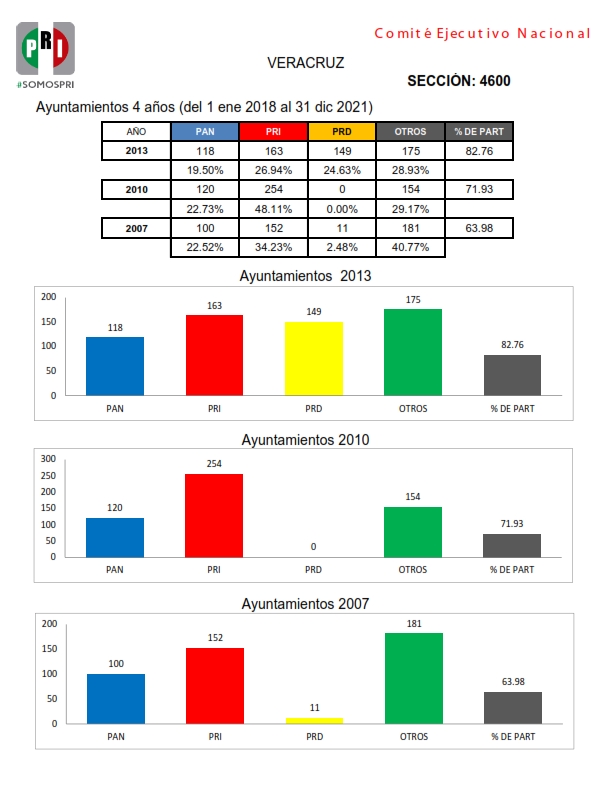 Comité Ejecutivo Nacional
PRI
#SOMOSPRI
VERACRUZ
SECCIÓN: 4600
Ayuntamientos 4 años (del 1 ene 2018 al 31 dic 2021)
AÑO PAN PRI PRD OTROS % DE PART
2013 118 163 149 175 82.76
19.50% 26.94% 24.63% 28.93%
2010 120 254 0 154 71.93
22.73% 48.11% 0.00% 29.17%
2007 100 152 11 181 63.98
22.52% 34.23% 2.48% 40.77%
Ayuntamientos 2013
200
150
100
50
0
118
163
149
175
82.76
PAN PRI PRD OTROS % DE PART
Ayuntamientos 2010
300
250
200
150
100
50
0
120
254
0
154
71.93
PAN PRI PRD OTROS % DE PART
Ayuntamientos 2007
200
150
100
50
0
100
152
11
181
63.98
PAN PRI PRD OTROS % DE PART